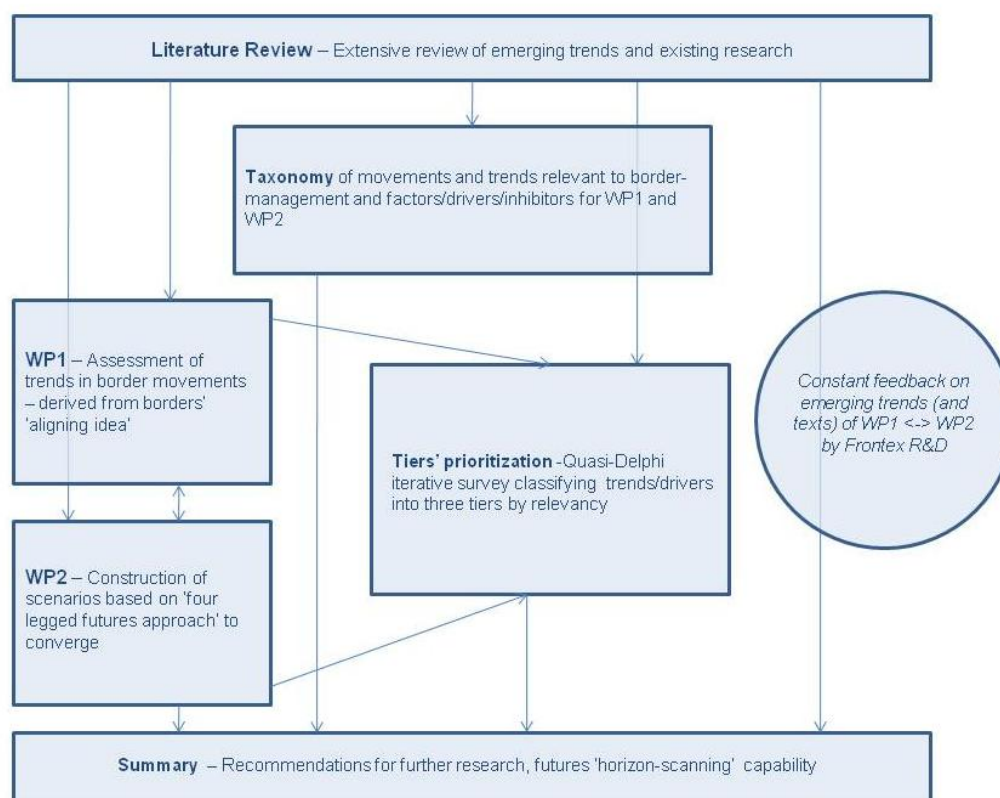 Literature Review – Extensive review of emerging trends and existing research
Taxonomy of movements and trends relevant to border-
management and factors/drivers/inhibitors for WP1 and
WP2
WP1 – Assessment of
trends in border movements
– derived from borders'
'aligning idea'
Constant feedback on
emerging trends (and
texts) of WP1 <-> WP2
by Frontex R&D
Tiers' prioritization -Quasi-Delphi
iterative survey classifying trends/drivers
into three tiers by relevancy
WP2 – Construction of
scenarios based on 'four
legged futures approach' to
converge
Summary – Recommendations for further research, futures 'horizon-scanning' capability